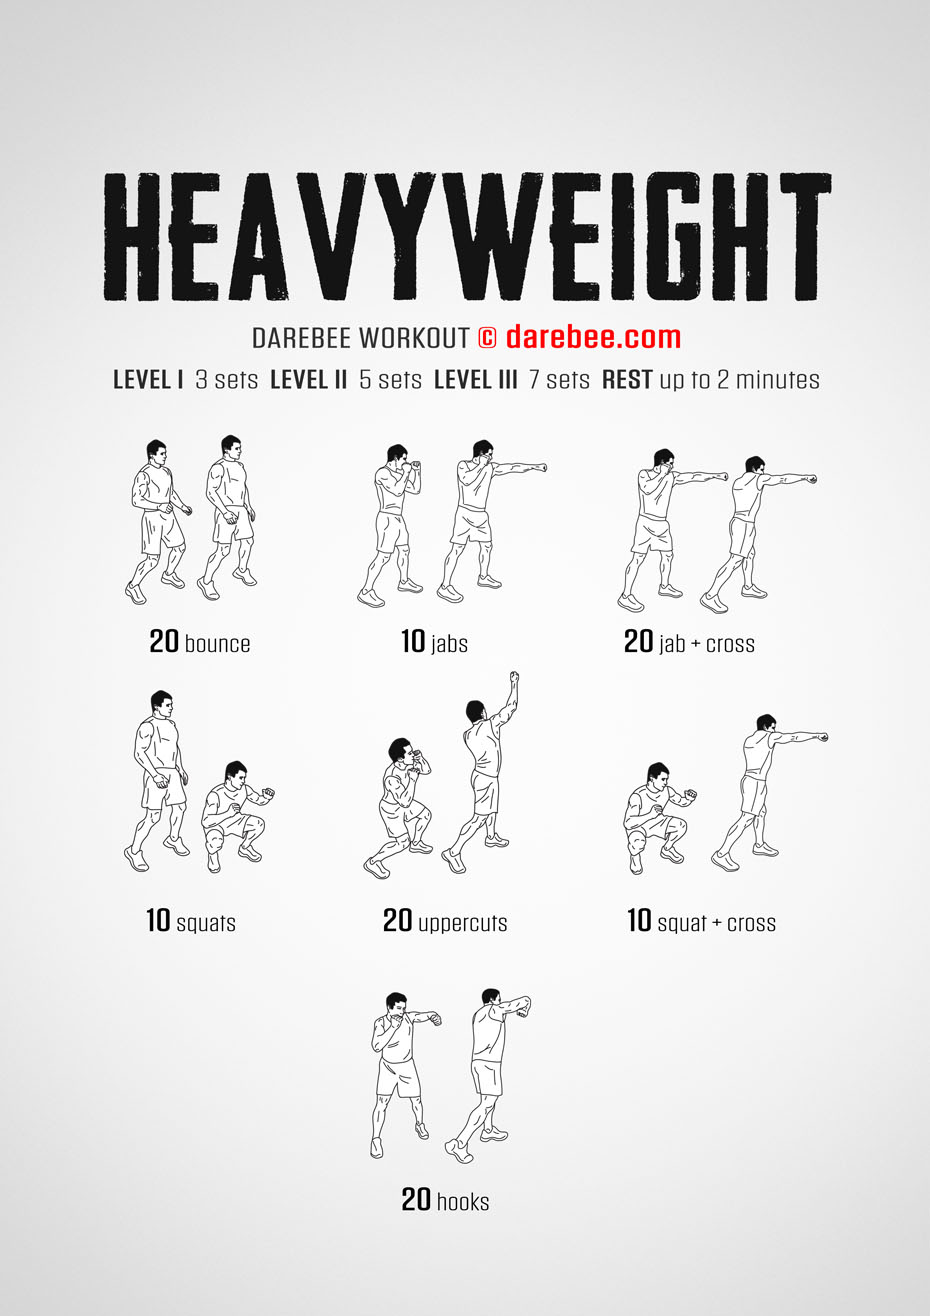 HEAVYWEIGHT
DAREBEE WORKOUT © darebee.com
LEVEL I 3 sets LEVEL II 5 sets LEVEL III 7 sets REST up to 2 minutes
20 bounce
10 jabs
20 jab + cross
10 squats
20 uppercuts
10 squat + cross
20 hooks